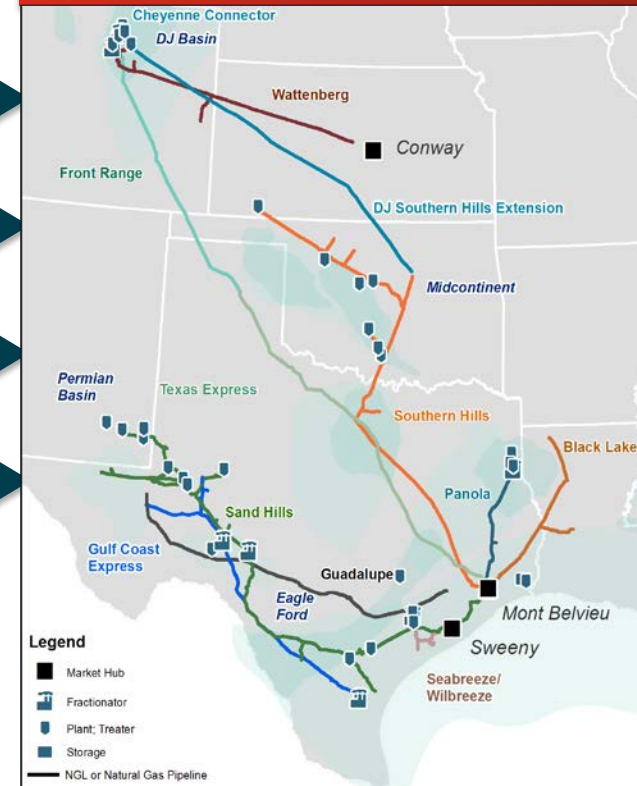 Cheyenne Connector
DJ Basin
Wattenberg
Conway
Front Range
DJ Southern Hills Extension
Midcontinent
Permian
Basin
Texas Express
Southern Hills
Black Lake
Panola
Sand Hills
Gulf Coast
Express
Guadalupe
Eagle
Ford
Mont Belvieu
Sweeny
Seabreeze/
Wilbreeze
Legend
Market Hub
Fractionator
Plant; Treater
Storage
NGL or Natural Gas Pipeline